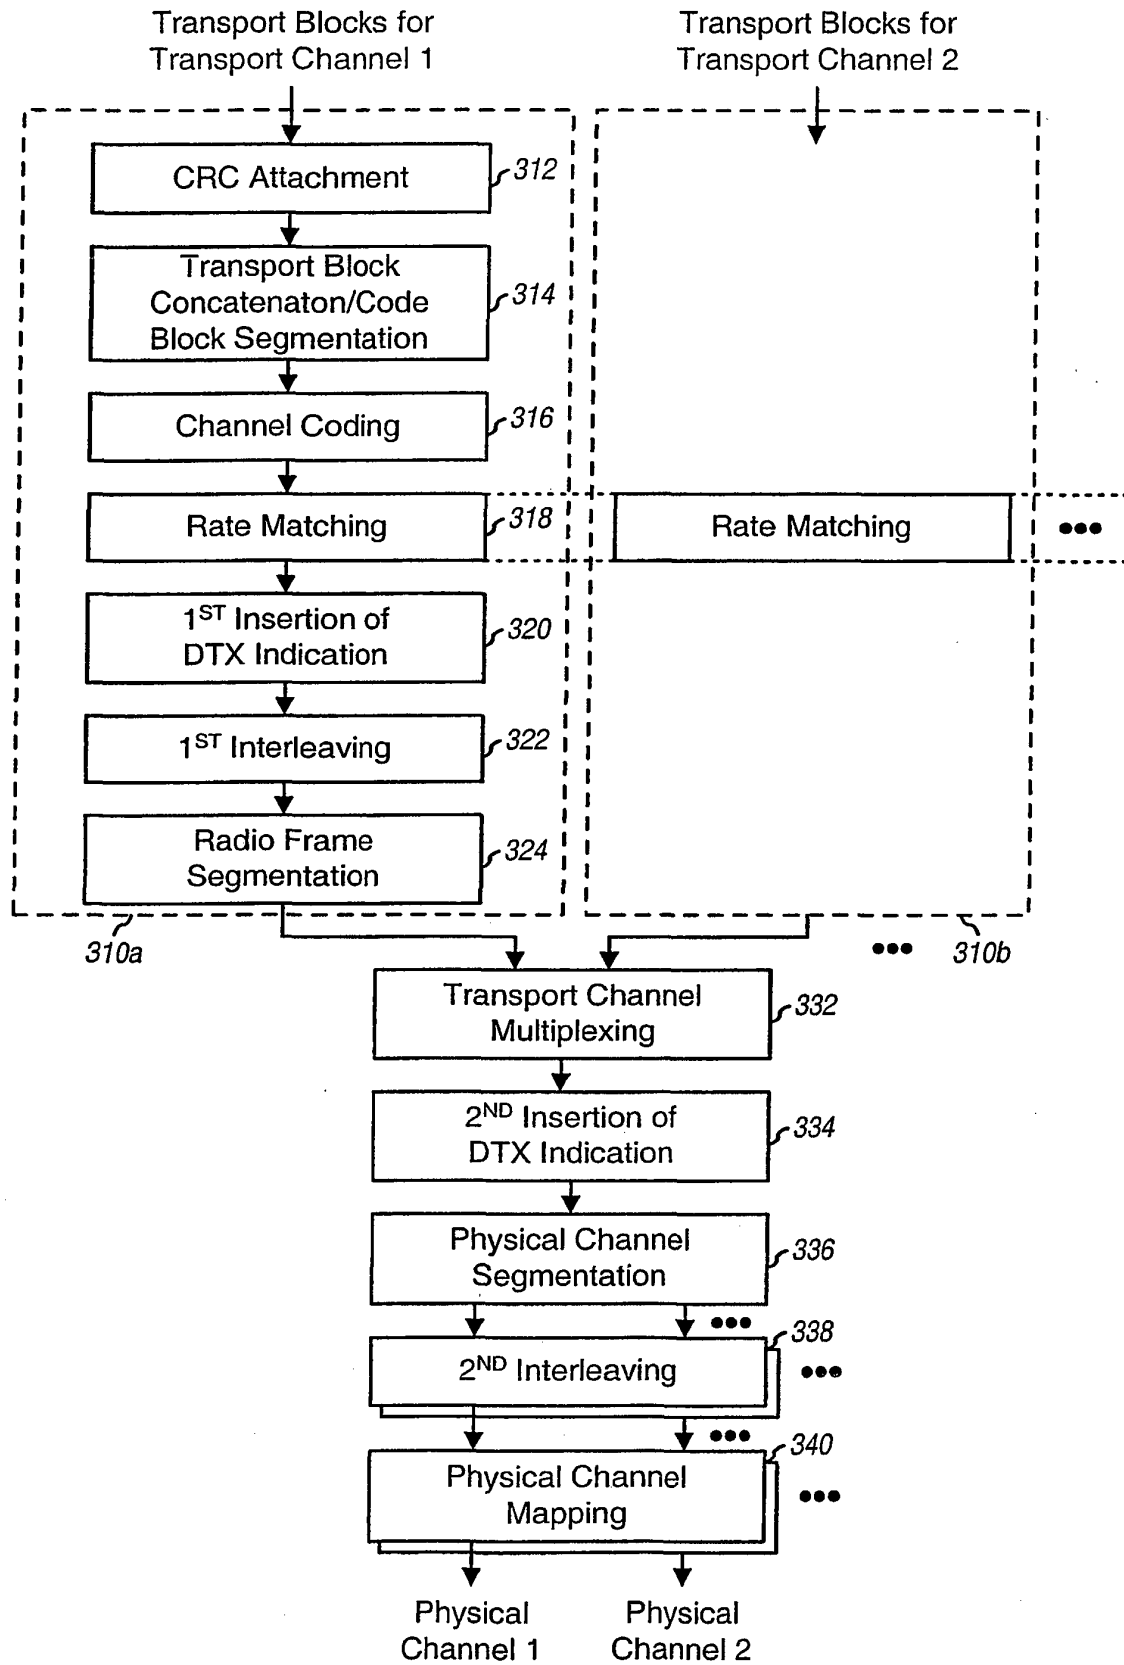 Transport Blocks for
Transport Channel 1
Transport Blocks for
Transport Channel 2
CRC Attachment
312
Transport Block
Concatenaton/Code
Block Segmentation
314
Channel Coding
316
Rate Matching
318
Rate Matching
1ST Insertion of
DTX Indication
320
1ST Interleaving
322
Radio Frame
Segmentation
324
310a
310b
Transport Channel
Multiplexing
332
2ND Insertion of
DTX Indication
334
Physical Channel
Segmentation
336
2ND Interleaving
338
Physical Channel
Mapping
340
Physical
Channel 1
Physical
Channel 2